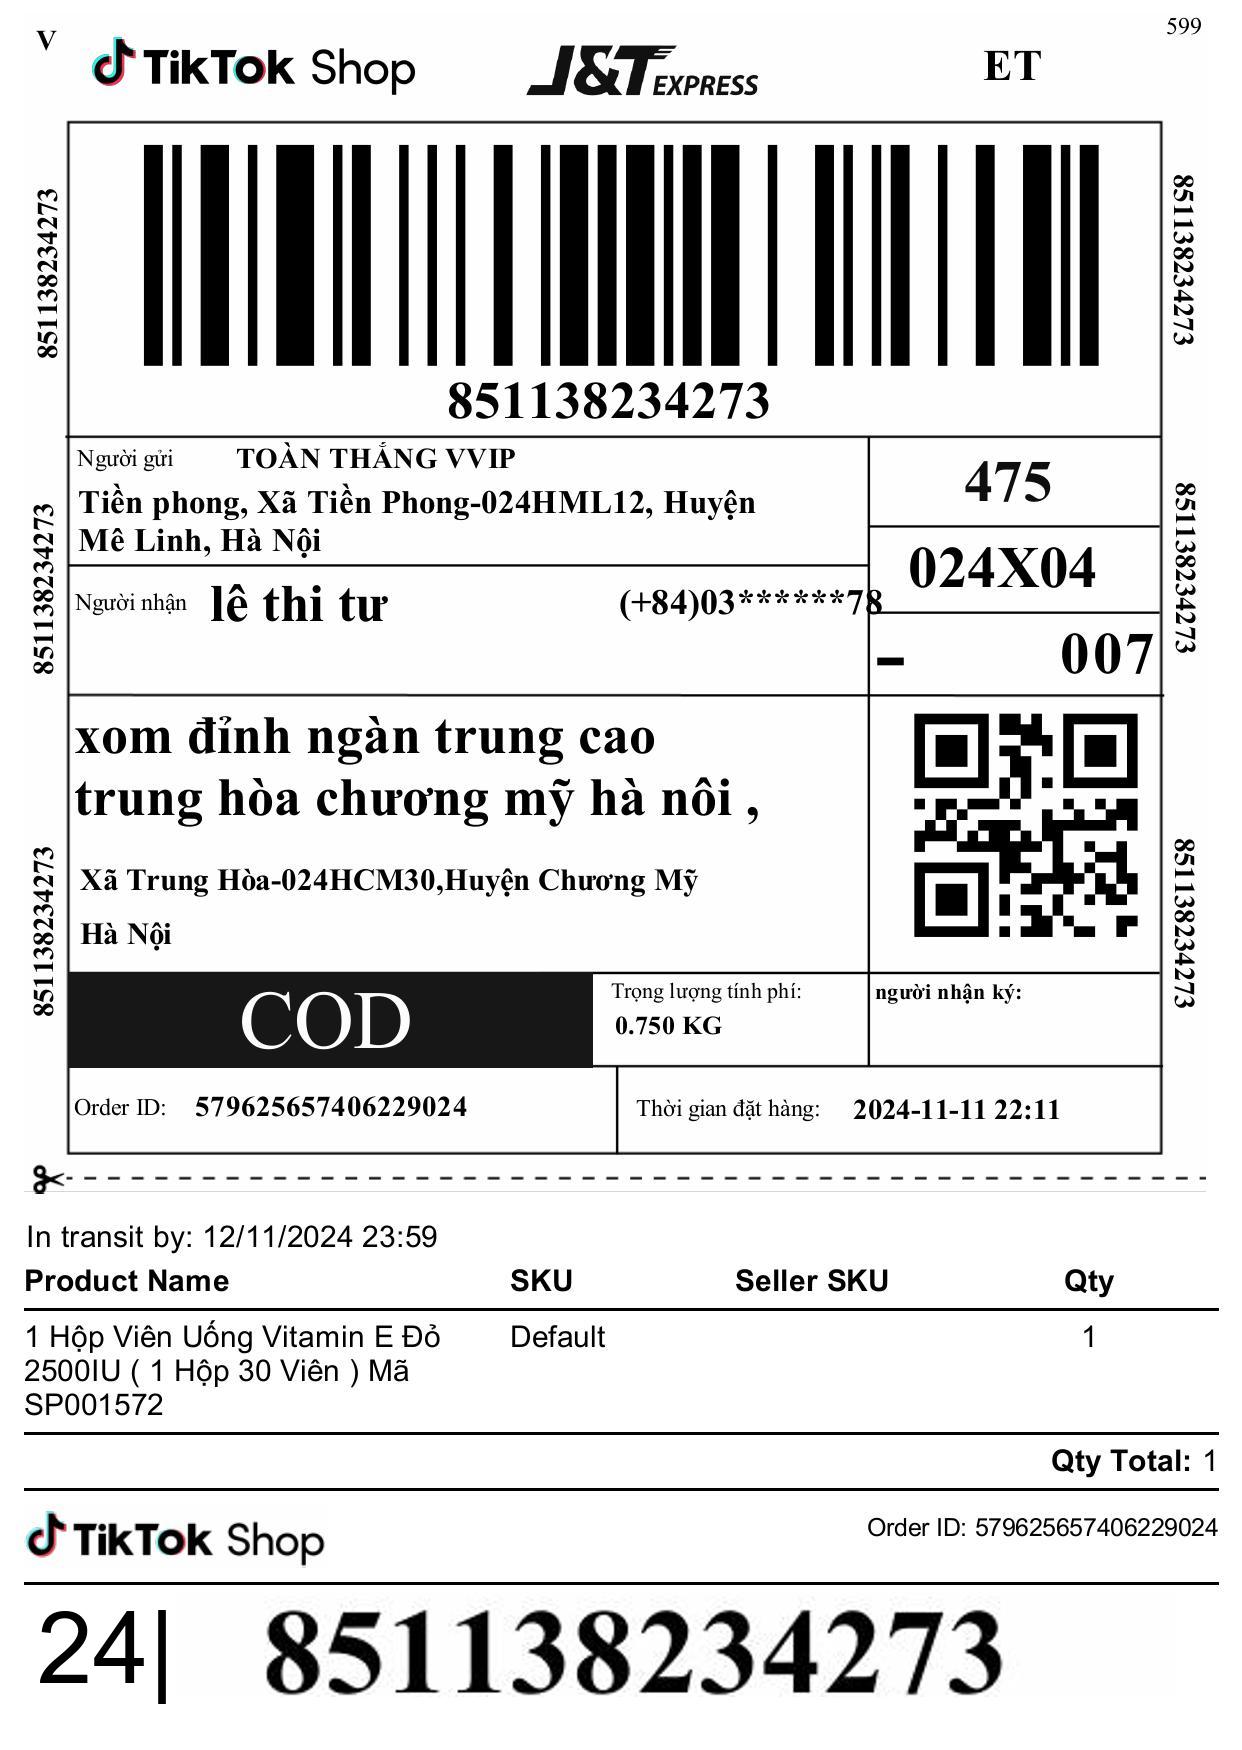 599
V
TikTok Shop
J&T EXPRESS
ET
851138234273
851138234273
851138234273
Người gửi TOÀN THẮNG VVIP
Tiền phong, Xã Tiền Phong-024HML12, Huyện
Mê Linh, Hà Nội
475
024X04
- 007
851138234273
851138234273
Người nhận lê thi tư (+84)03******78
xom đỉnh ngàn trung cao
trung hòa chương mỹ hà nôi ,
Xã Trung Hòa-024HCM30,Huyện Chương Mỹ
Hà Nội
851138234273
851138234273
COD
Trọng lượng tính phí:
0.750 KG
người nhận ký:
Order ID: 579625657406229024
Thời gian đặt hàng: 2024-11-11 22:11
In transit by: 12/11/2024 23:59
Product Name SKU Seller SKU Qty
1 Hộp Viên Uống Vitamin E Đỏ Default 1
2500IU ( 1 Hộp 30 Viên ) Mã
SP001572
Qty Total: 1
TikTok Shop
Order ID: 579625657406229024
24| 851138234273